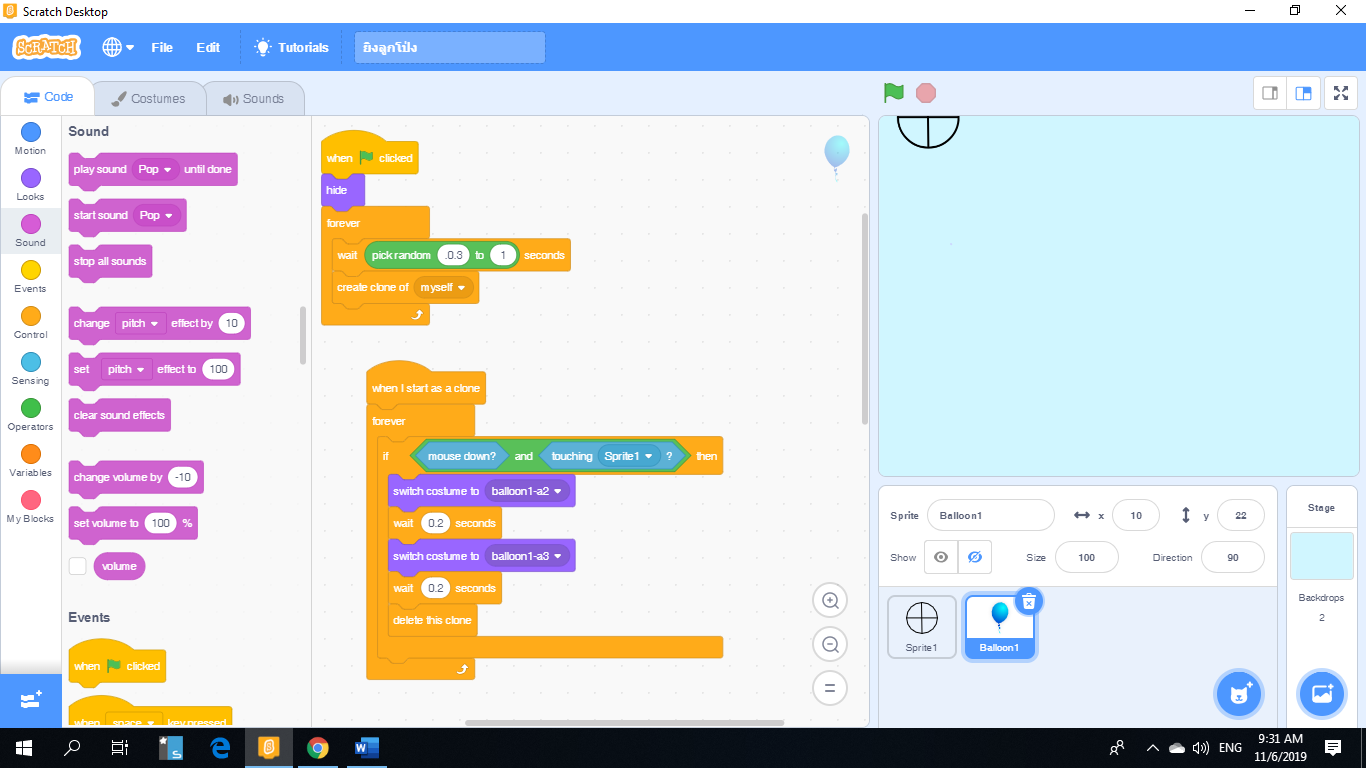 Scratch Desktop
SCRATCH
File
Edit
Tutorials
ยิงลูกโป่ง
Code
Costumes
Sounds
Motion
Looks
Sound
Events
Control
Sensing
Operators
Variables
My Blocks
Sound
play sound Pop until done
start sound Pop
stop all sounds
change pitch effect by 10
set pitch effect to 100
clear sound effects
change volume by -10
set volume to 100 %
volume
Events
when clicked
when space key pressed
when clicked
hide
forever
wait pick random .0.3 to 1 seconds
create clone of myself
when I start as a clone
forever
if mouse down? and touching Sprite1 ? then
switch costume to balloon1-a2
wait 0.2 seconds
switch costume to balloon1-a3
wait 0.2 seconds
delete this clone
Sprite Balloon1 x 10 y 22
Show Size 100 Direction 90
Sprite1
Balloon1
Stage
Backdrops
2
ENG
9:31 AM
11/6/2019